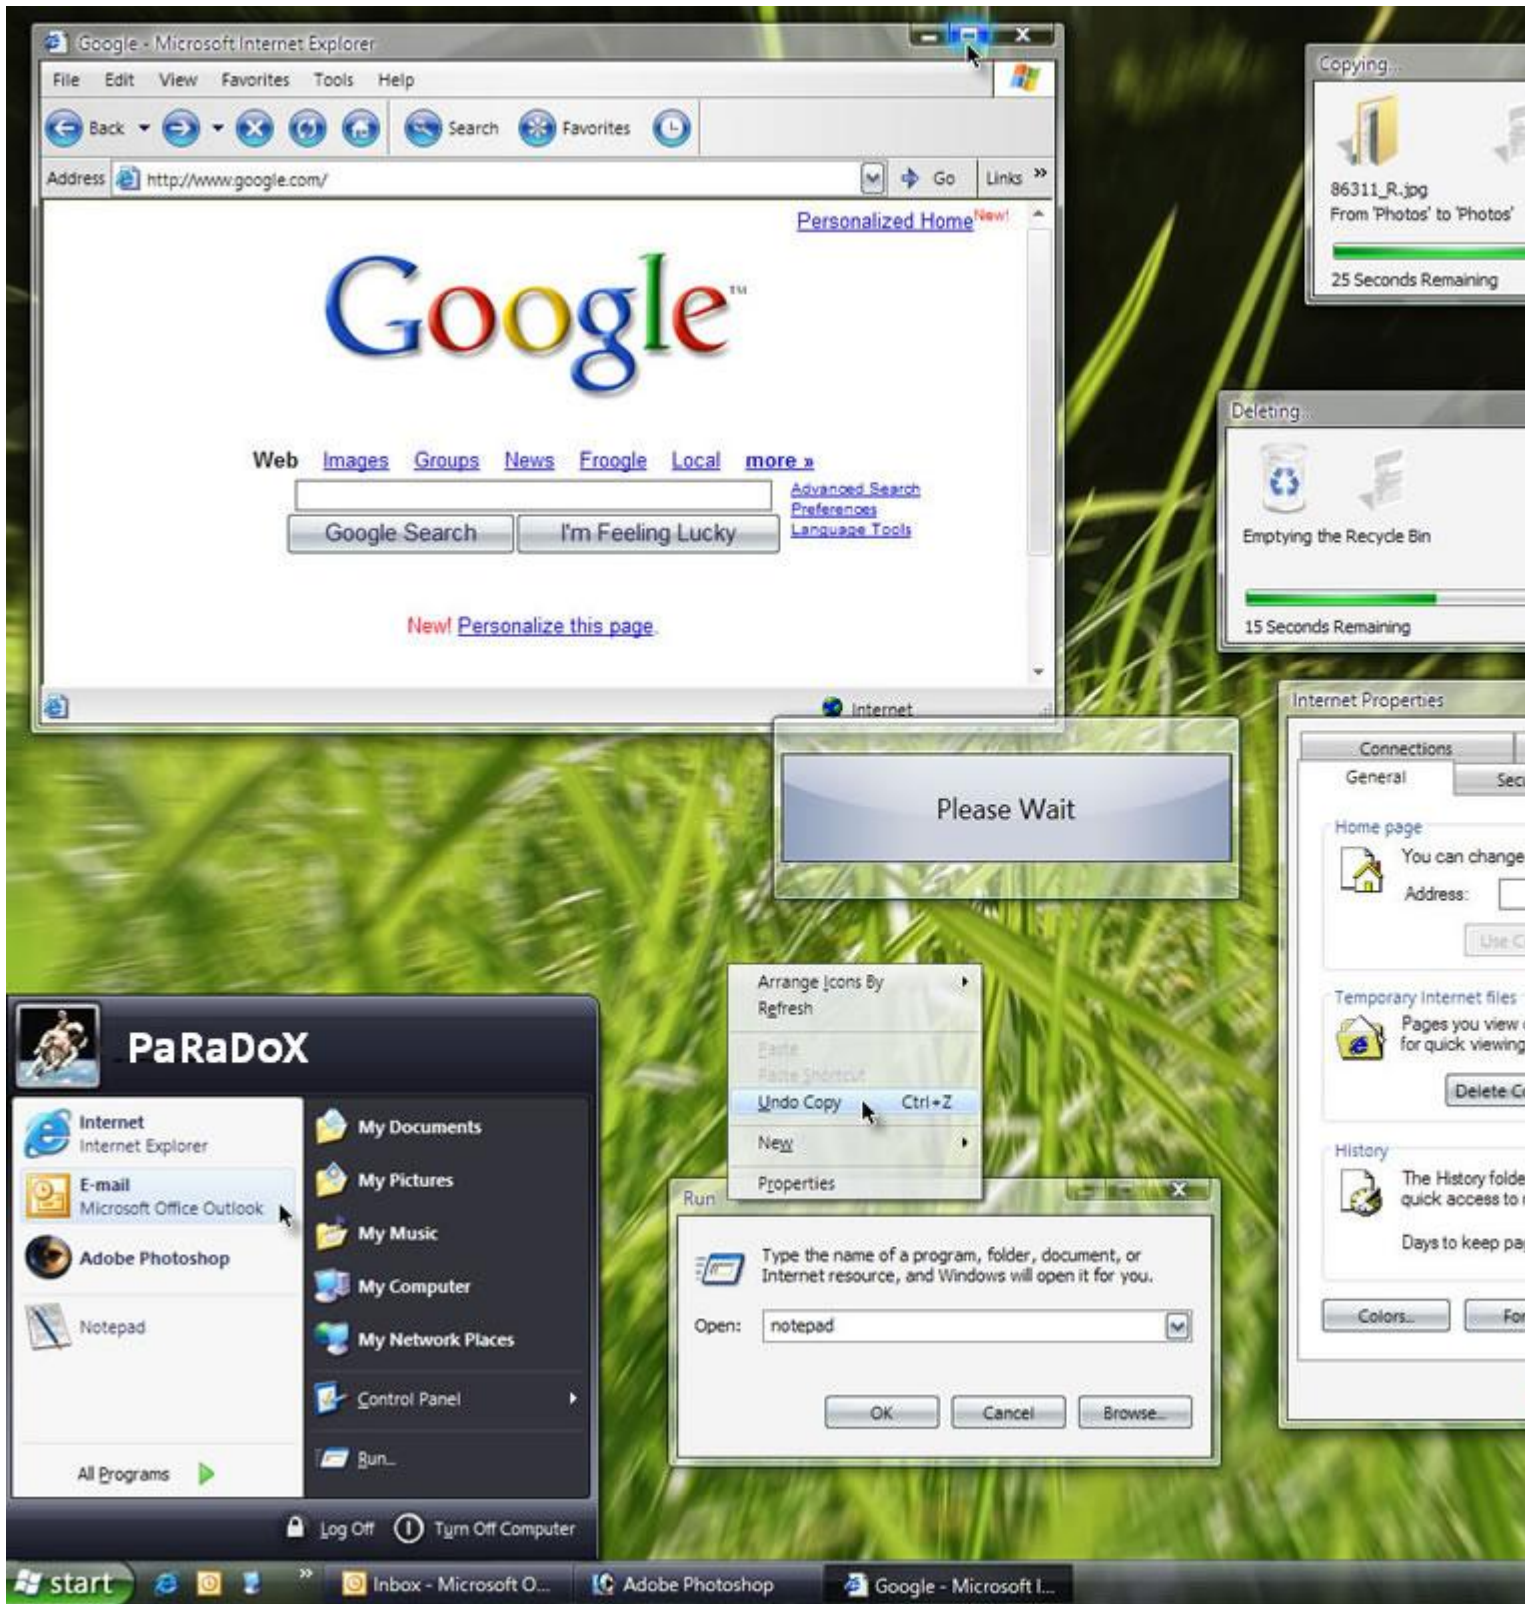 Google - Microsoft Internet Explorer
File Edit View Favorites Tools Help
Back Search Favorites
Address http://www.google.com/ Go Links »
Personalized Home New!
Google™
Web Images Groups News Froogle Local more »
Advanced Search
Preferences
Language Tools
Google Search I'm Feeling Lucky
New! Personalize this page.
Internet
Copying...
86311_R.jpg
From 'Photos' to 'Photos'
25 Seconds Remaining
Deleting...
Emptying the Recycle Bin
15 Seconds Remaining
Please Wait
Internet Properties
Connections
General Sec
Home page
You can change
Address:
Use C
Temporary Internet files
Pages you view
for quick viewing
Delete Co
History
The History folde
quick access to
Days to keep pa
Colors... For
Arrange Icons By
Refresh
Paste
Paste Shortcut
Undo Copy Ctrl+Z
New
Properties
Run
Type the name of a program, folder, document, or
Internet resource, and Windows will open it for you.
Open: notepad
OK Cancel Browse...
PaRaDoX
Internet
Internet Explorer
E-mail
Microsoft Office Outlook
Adobe Photoshop
Notepad
All Programs
My Documents
My Pictures
My Music
My Computer
My Network Places
Control Panel
Run...
Log Off Turn Off Computer
start » Inbox - Microsoft O... Adobe Photoshop Google - Microsoft I...